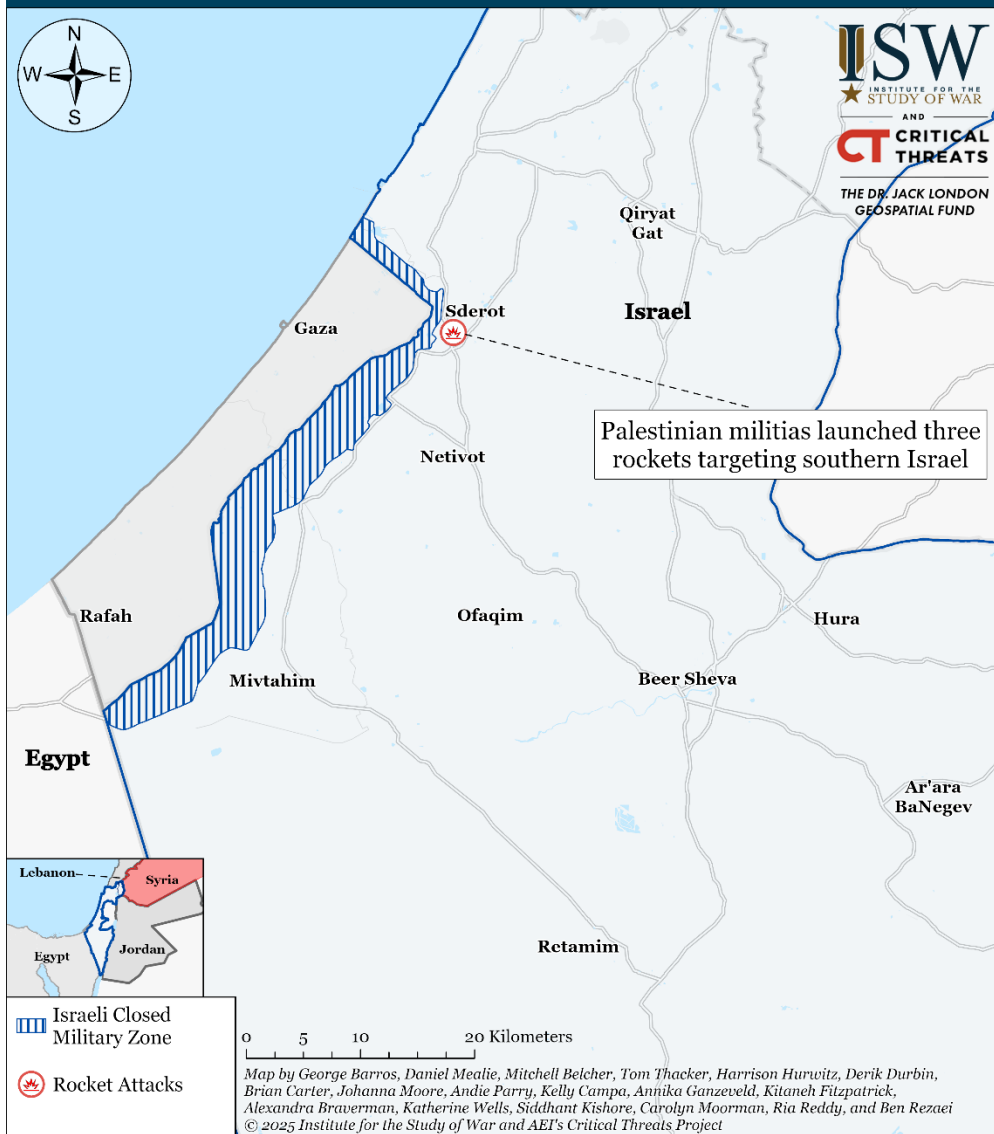 N
W
E
S
ISW
INSTITUTE FOR THE
STUDY OF WAR
AND
CT CRITICAL
THREATS
THE DR. JACK LONDON
GEOSPATIAL FUND
Qiryat
Gat
Sderot
Israel
Gaza
Palestinian militias launched three
rockets targeting southern Israel
Netivot
Rafah
Ofaqim
Hura
Mivtahim
Beer Sheva
Egypt
Ar'ara
BaNegev
Lebanon
Syria
Egypt
Jordan
Retamim
Israeli Closed
Military Zone
Rocket Attacks
0 5 10 20 Kilometers
Map by George Barros, Daniel Mealie, Mitchell Belcher, Tom Thacker, Harrison Hurwitz, Derik Durbin,
Brian Carter, Johanna Moore, Andie Parry, Kelly Campa, Annika Ganzeveld, Kitaneh Fitzpatrick,
Alexandra Braverman, Katherine Wells, Siddhant Kishore, Carolyn Moorman, Ria Reddy, and Ben Rezaei
© 2025 Institute for the Study of War and AEI's Critical Threats Project